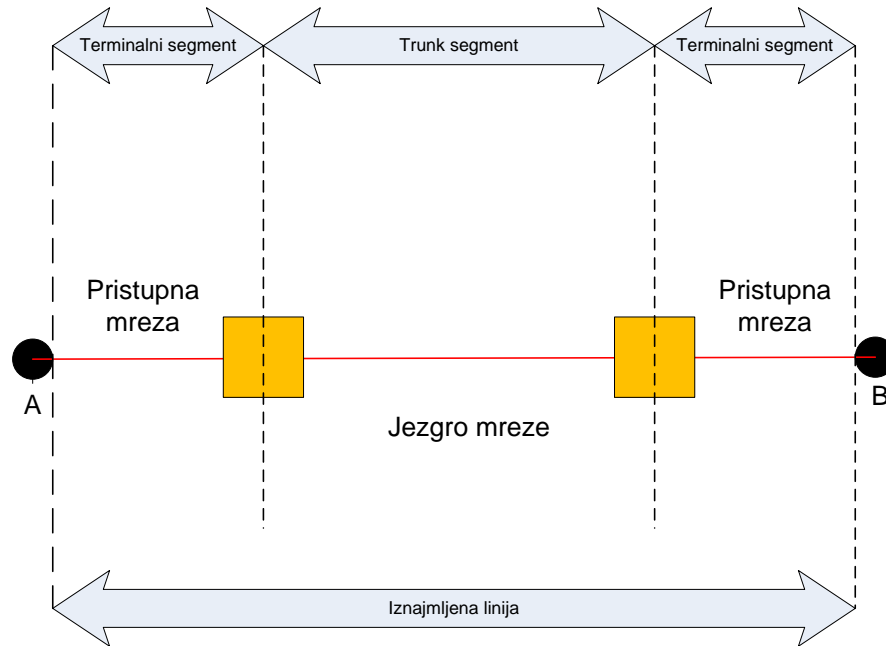 Terminalni segment
Trunk segment
Terminalni segment
Pristupna
mreza
Pristupna
mreza
A
B
Jezgro mreze
Iznajmljena linija